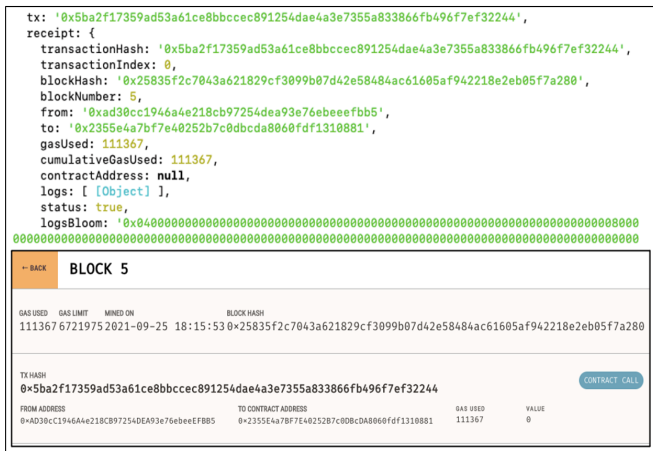 tx: '0x5ba2f17359ad53a61ce8bbccec891254dae4a3e7355a833866fb496f7ef32244',
receipt: {
transactionHash: '0x5ba2f17359ad53a61ce8bbccec891254dae4a3e7355a833866fb496f7ef32244',
transactionIndex: 0,
blockHash: '0x25835f2c7043a621829cf3099b07d42e58484ac61605af942218e2eb05f7a280',
blockNumber: 5,
from: '0xad30cc1946a4e218cb97254dea93e76ebeeefbb5',
to: '0x2355e4a7bf7e40252b7c0dbcda8060fdf1310881',
gasUsed: 111367,
cumulativeGasUsed: 111367,
contractAddress: null,
logs: [ [Object] ],
status: true,
← BACK BLOCK 5
GAS USED GAS LIMIT MINED ON BLOCK HASH
111367 6721975 2021-09-25 18:15:53 0×25835f2c7043a621829cf3099b07d42e58484ac61605af942218e2eb05f7a280
TX HASH
0×5ba2f17359ad53a61ce8bbccec891254dae4a3e7355a833866fb496f7ef32244
CONTRACT CALL
FROM ADDRESS TO CONTRACT ADDRESS GAS USED VALUE
0×AD30cC1946A4e218CB97254DEA93e76ebeeEFBB5 0×2355E4a7BF7E40252B7c0DBcDA8060fdf1310881 111367 0